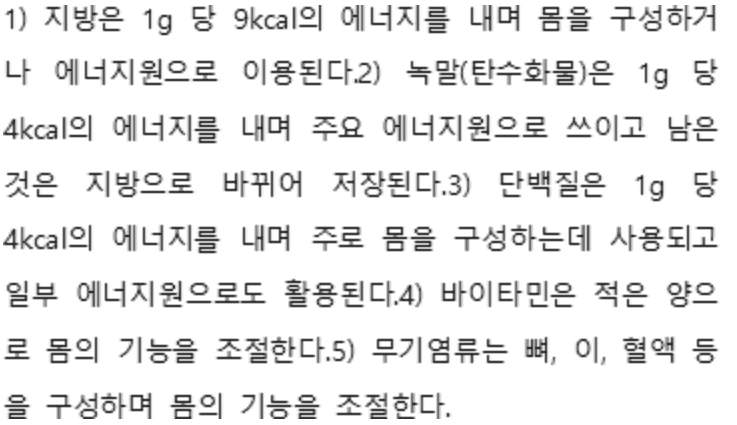 1) 지방은 1g 당 9kcal의 에너지를 내며 몸을 구성하거
나 에너지원으로 이용된다.2) 녹말(탄수화물)은 1g 당
4kcal의 에너지를 내며 주요 에너지원으로 쓰이고 남은
것은 지방으로 바뀌어 저장된다.3) 단백질은 1g 당
4kcal의 에너지를 내며 주로 몸을 구성하는데 사용되고
일부 에너지원으로도 활용된다.4) 바이타민은 적은 양으
로 몸의 기능을 조절한다.5) 무기염류는 뼈, 이, 혈액 등
을 구성하며 몸의 기능을 조절한다.